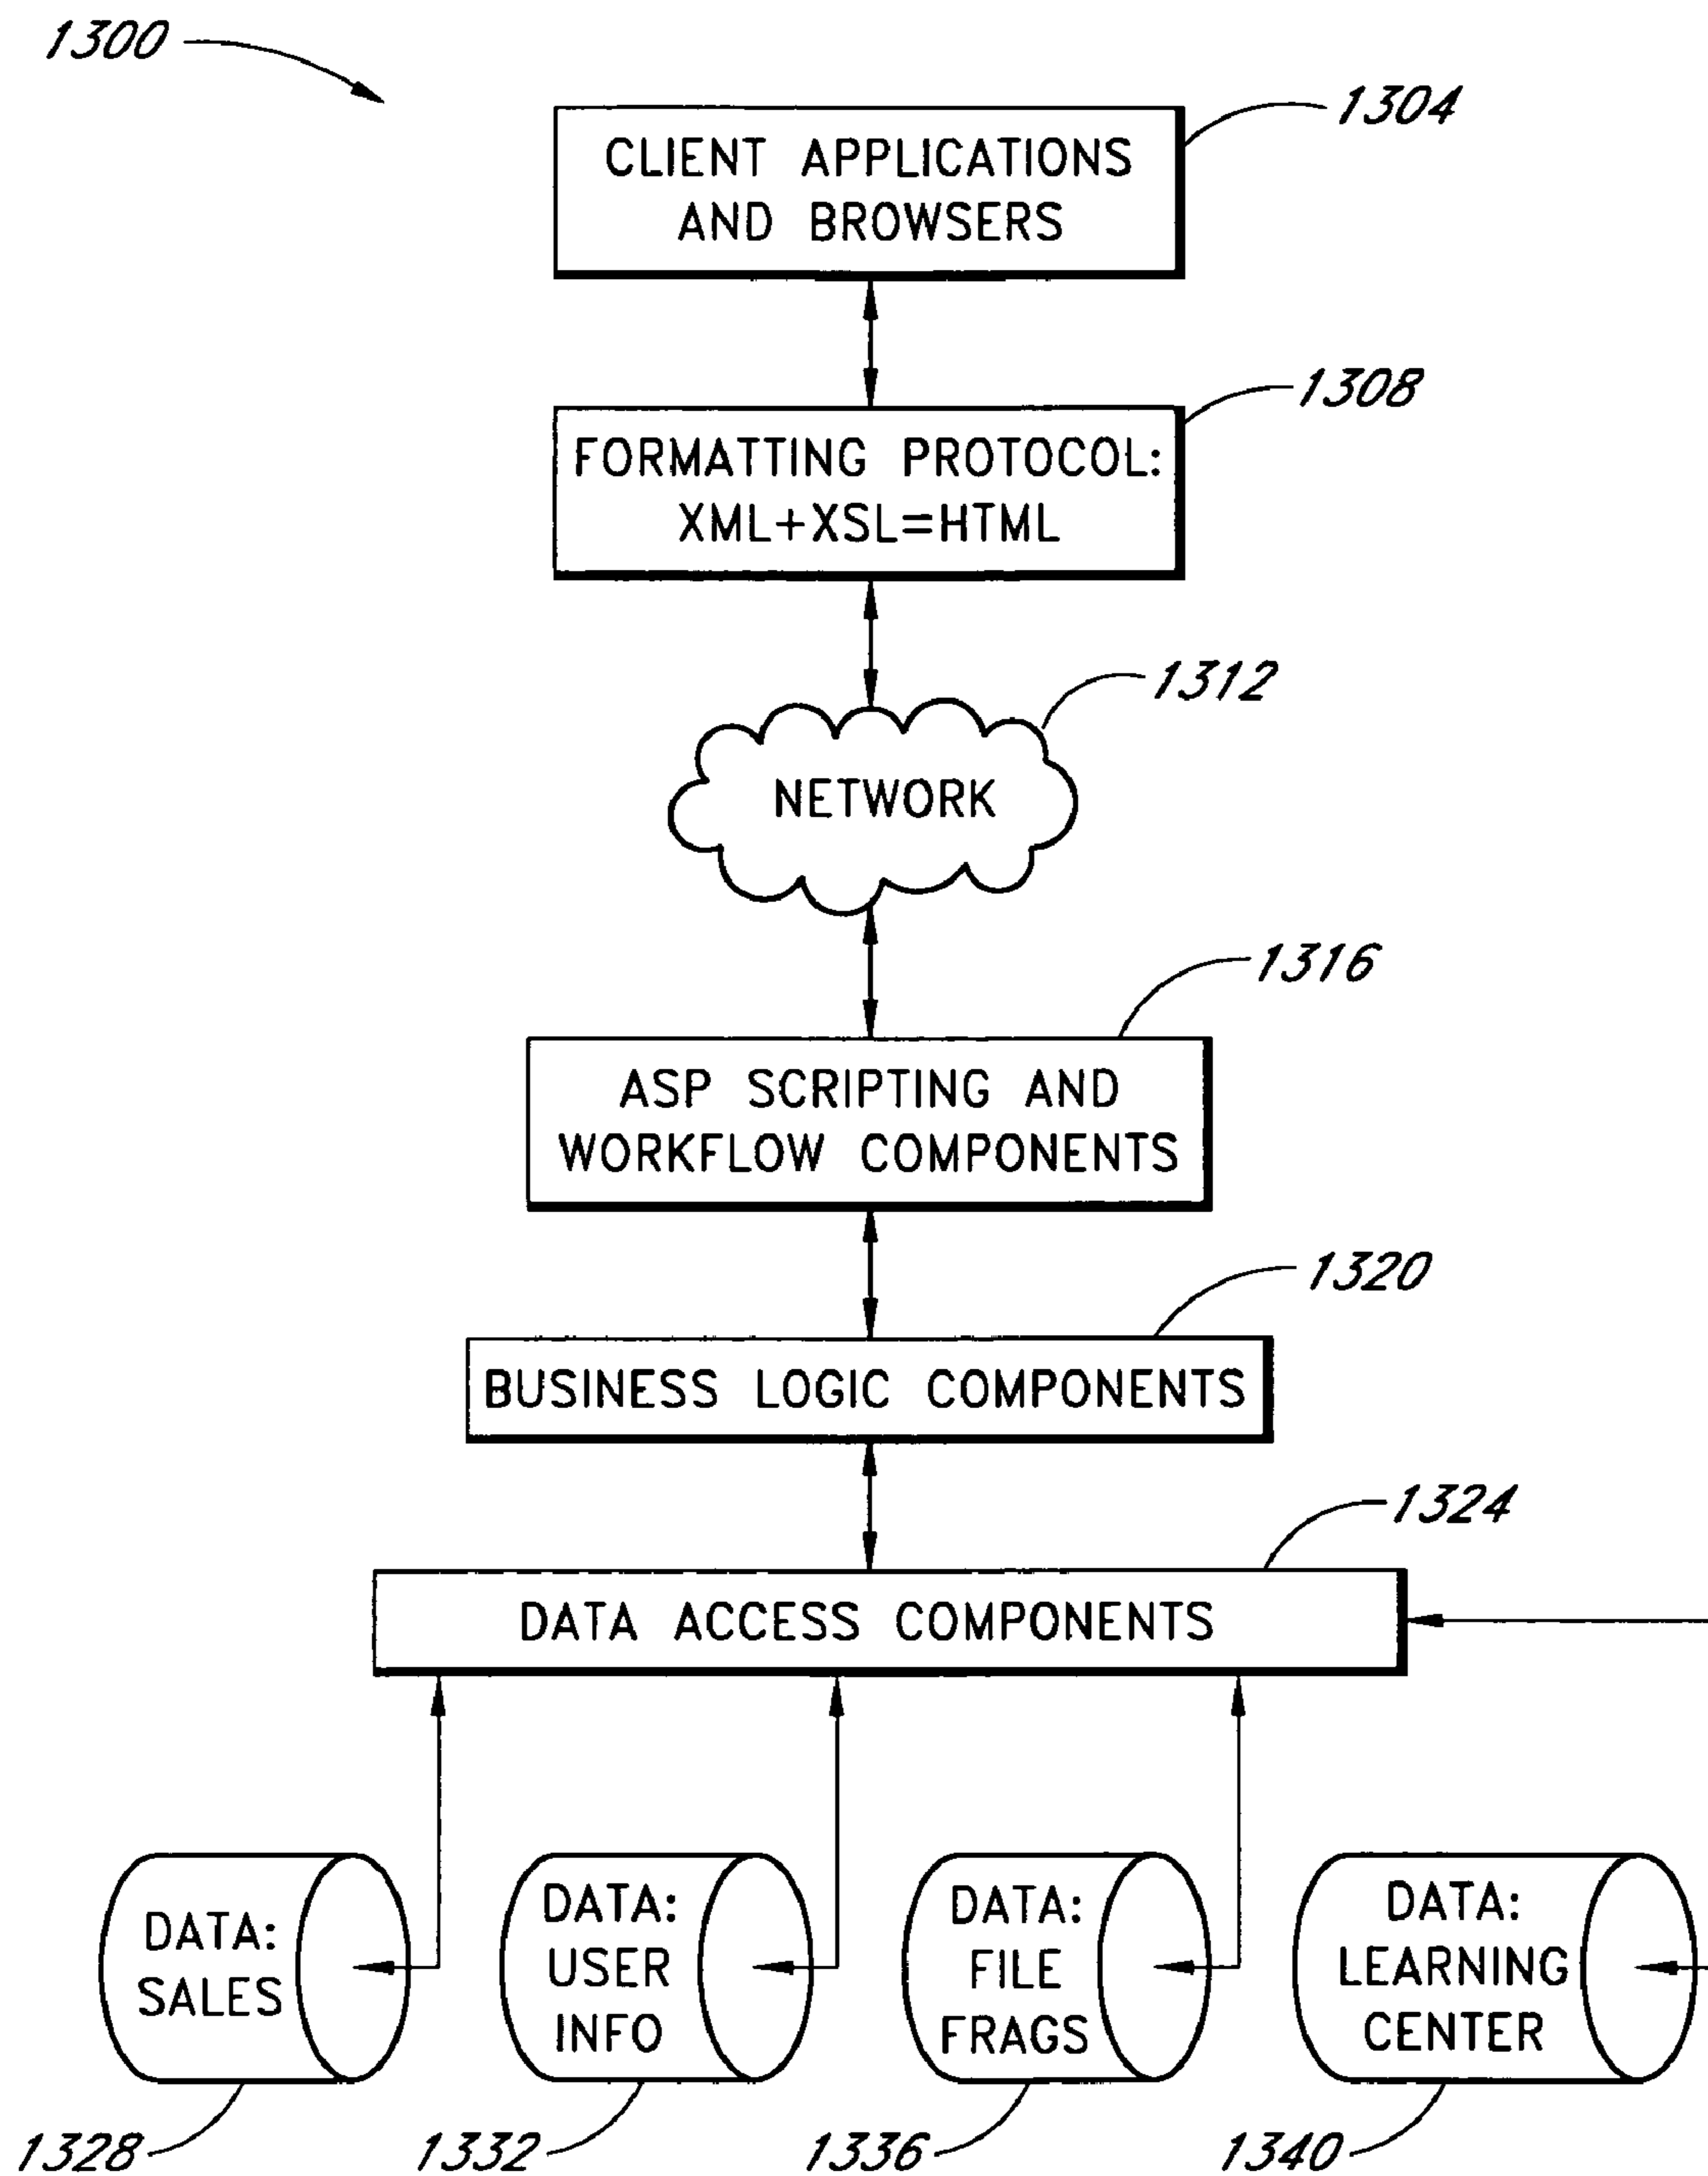 1300
1304
CLIENT APPLICATIONS
AND BROWSERS
1308
FORMATTING PROTOCOL:
XML+XSL=HTML
1312
NETWORK
1316
ASP SCRIPTING AND
WORKFLOW COMPONENTS
1320
BUSINESS LOGIC COMPONENTS
1324
DATA ACCESS COMPONENTS
DATA:
SALES
DATA:
USER
INFO
DATA:
FILE
FRAGS
DATA:
LEARNING
CENTER
1328
1332
1336
1340